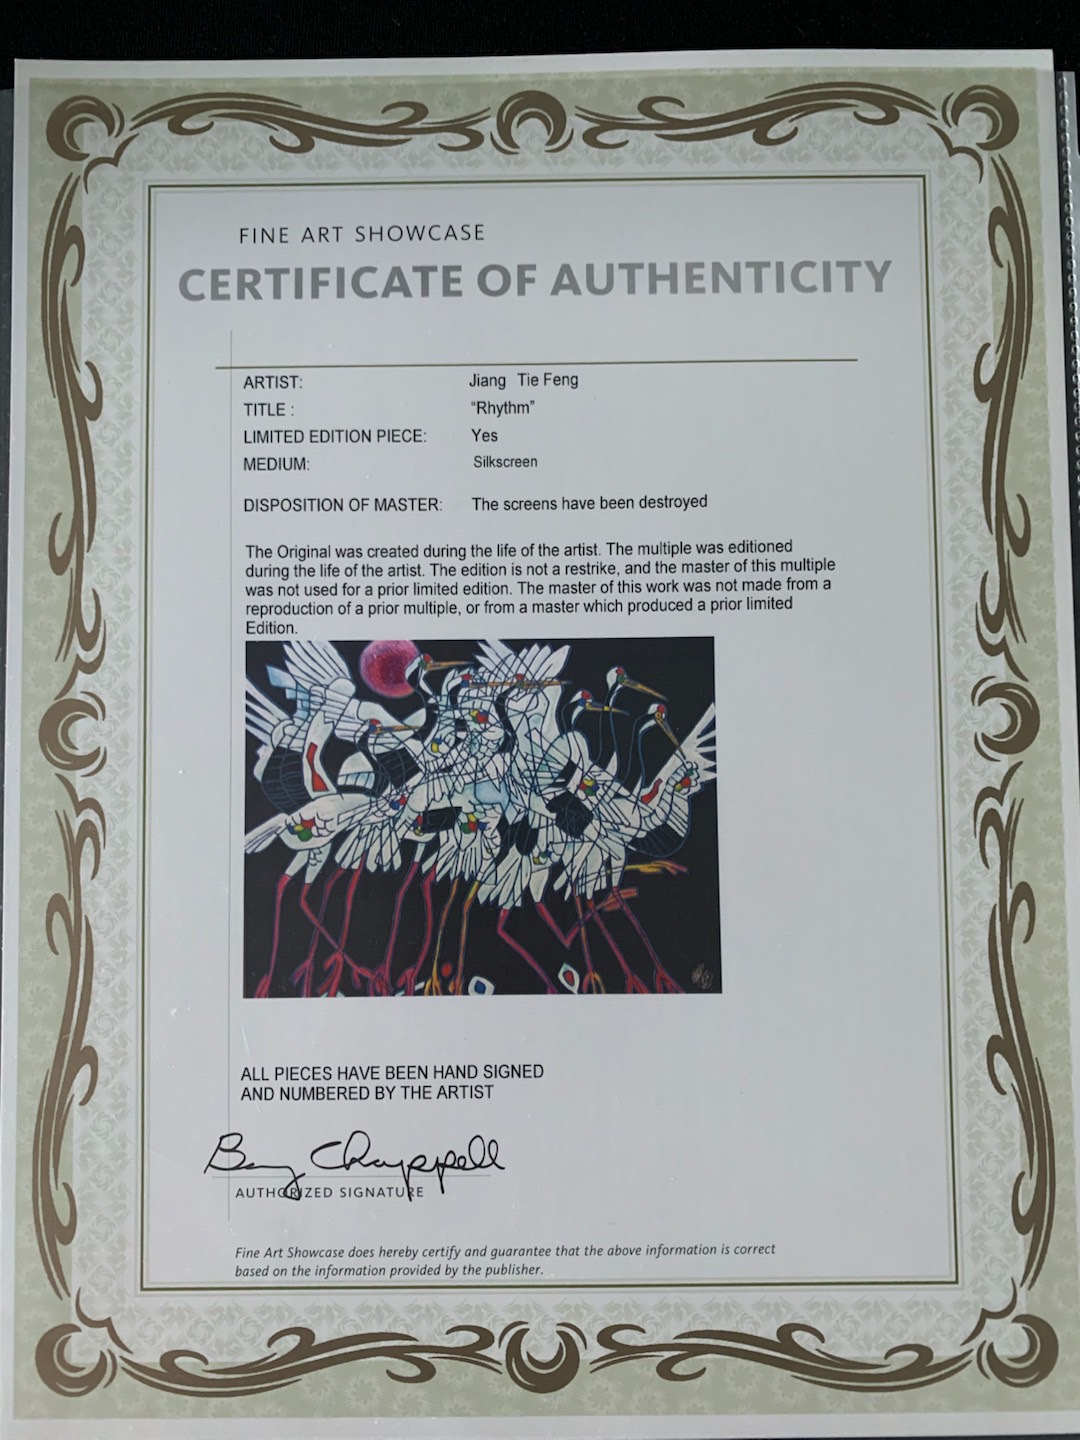 FINE ART SHOWCASE
CERTIFICATE OF AUTHENTICITY
ARTIST: Jiang Tie Feng
TITLE : "Rhythm"
LIMITED EDITION PIECE: Yes
MEDIUM: Silkscreen
DISPOSITION OF MASTER: The screens have been destroyed
The Original was created during the life of the artist. The multiple was editioned
during the life of the artist. The edition is not a restrike, and the master of this multiple
was not used for a prior limited edition. The master of this work was not made from a
reproduction of a prior multiple, or from a master which produced a prior limited
Edition.
ALL PIECES HAVE BEEN HAND SIGNED
AND NUMBERED BY THE ARTIST
Chappell
AUTHORIZED SIGNATURE
Fine Art Showcase does hereby certify and guarantee that the above information is correct
based on the information provided by the publisher.